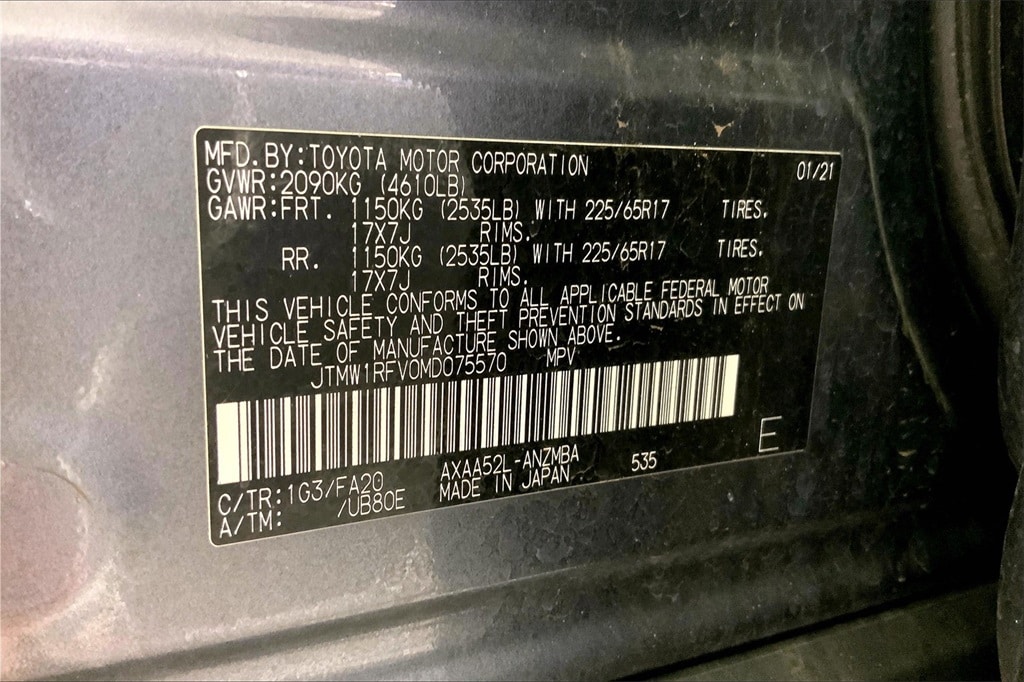 MFD.BY:TOYOTA MOTOR CORPORATION 01/21
GVWR:2090KG (4610LB)
GAWR:FRT. 1150KG (2535LB) WITH 225/65R17 TIRES.
17X7J RIMS.
RR. 1150KG (2535LB) WITH 225/65R17 TIRES.
17X7J RIMS.
THIS VEHICLE CONFORMS TO ALL APPLICABLE FEDERAL MOTOR
VEHICLE SAFETY AND THEFT PREVENTION STANDARDS IN EFFECT ON
THE DATE OF MANUFACTURE SHOWN ABOVE.
JTMW1RFV0MD075570 MPV
E
C/TR:1G3/FA20 AXAA52L-ANZMBA 535
A/TM: /UB80E MADE IN JAPAN